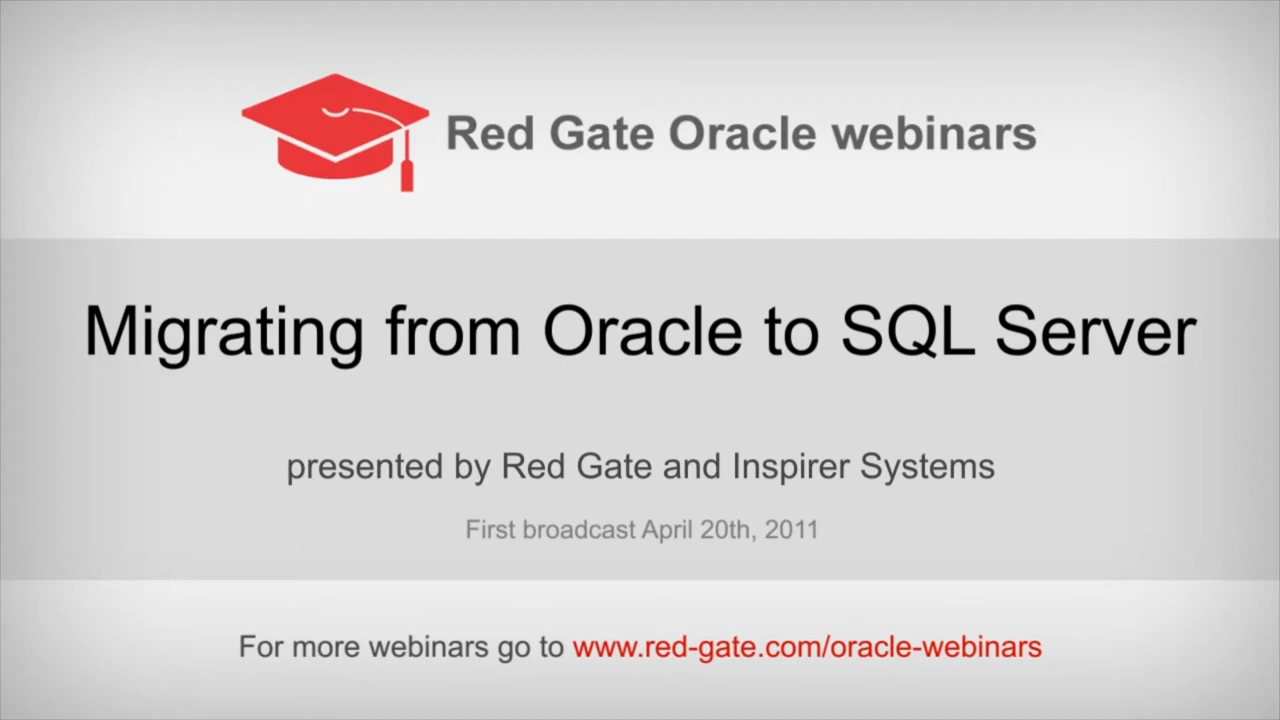 Red Gate Oracle webinars
Migrating from Oracle to SQL Server
presented by Red Gate and Inspirer Systems
First broadcast April 20th, 2011
For more webinars go to www.red-gate.com/oracle-webinars